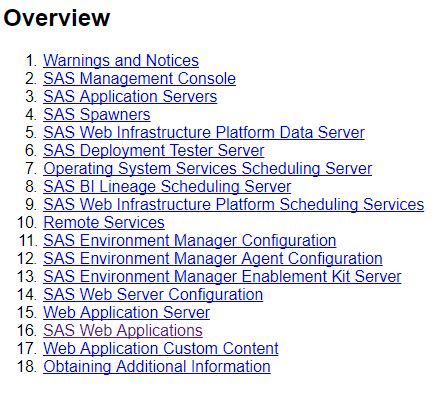 Overview
1. Warnings and Notices
2. SAS Management Console
3. SAS Application Servers
4. SAS Spawners
5. SAS Web Infrastructure Platform Data Server
6. SAS Deployment Tester Server
7. Operating System Services Scheduling Server
8. SAS BI Lineage Scheduling Server
9. SAS Web Infrastructure Platform Scheduling Services
10. Remote Services
11. SAS Environment Manager Configuration
12. SAS Environment Manager Agent Configuration
13. SAS Environment Manager Enablement Kit Server
14. SAS Web Server Configuration
15. Web Application Server
16. SAS Web Applications
17. Web Application Custom Content
18. Obtaining Additional Information